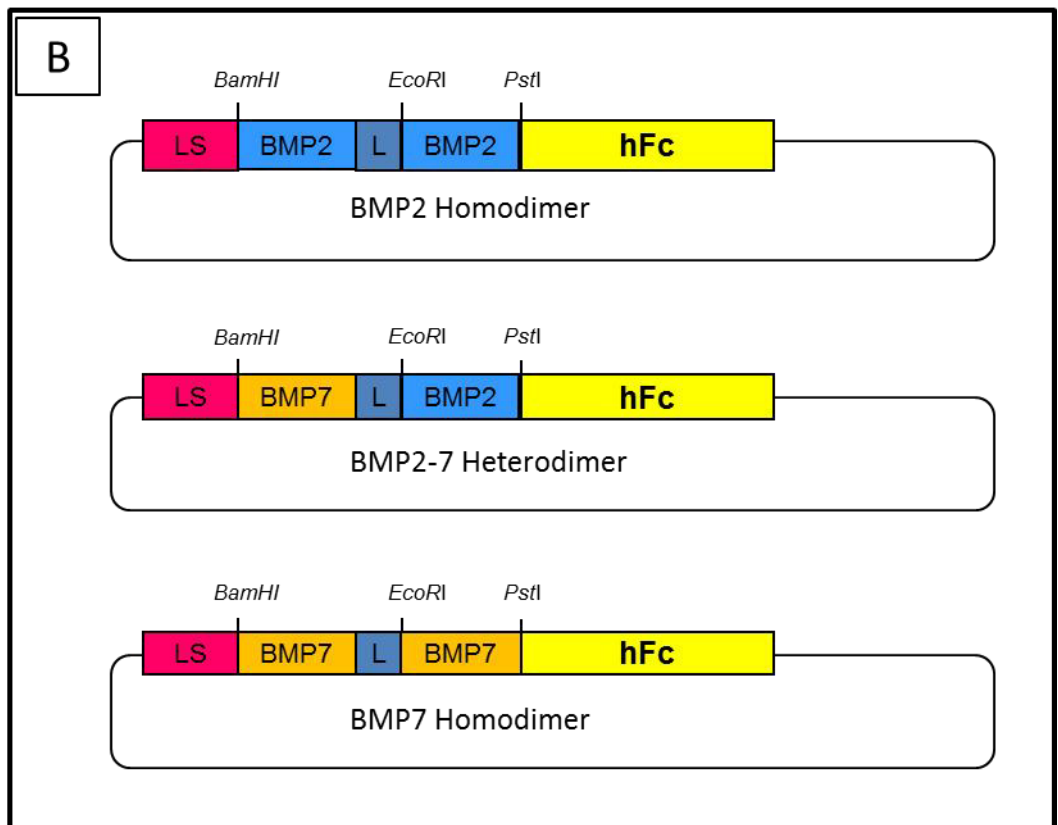 B
BamHI EcoRI PstI
LS BMP2 L BMP2 hFc
BMP2 Homodimer
BamHI EcoRI PstI
LS BMP7 L BMP2 hFc
BMP2-7 Heterodimer
BamHI EcoRI PstI
LS BMP7 L BMP7 hFc
BMP7 Homodimer